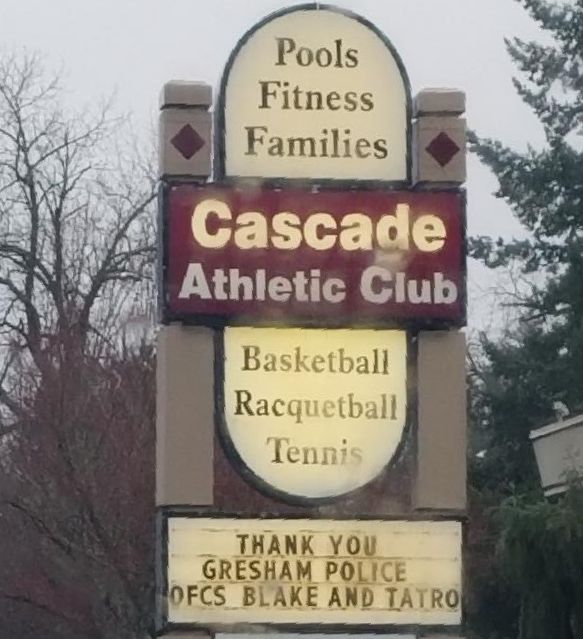 Pools
Fitness
Families
Cascade
Athletic Club
Basketball
Racquetball
Tennis
THANK YOU
GRESHAM POLICE
OFCS BLAKE AND TATRO